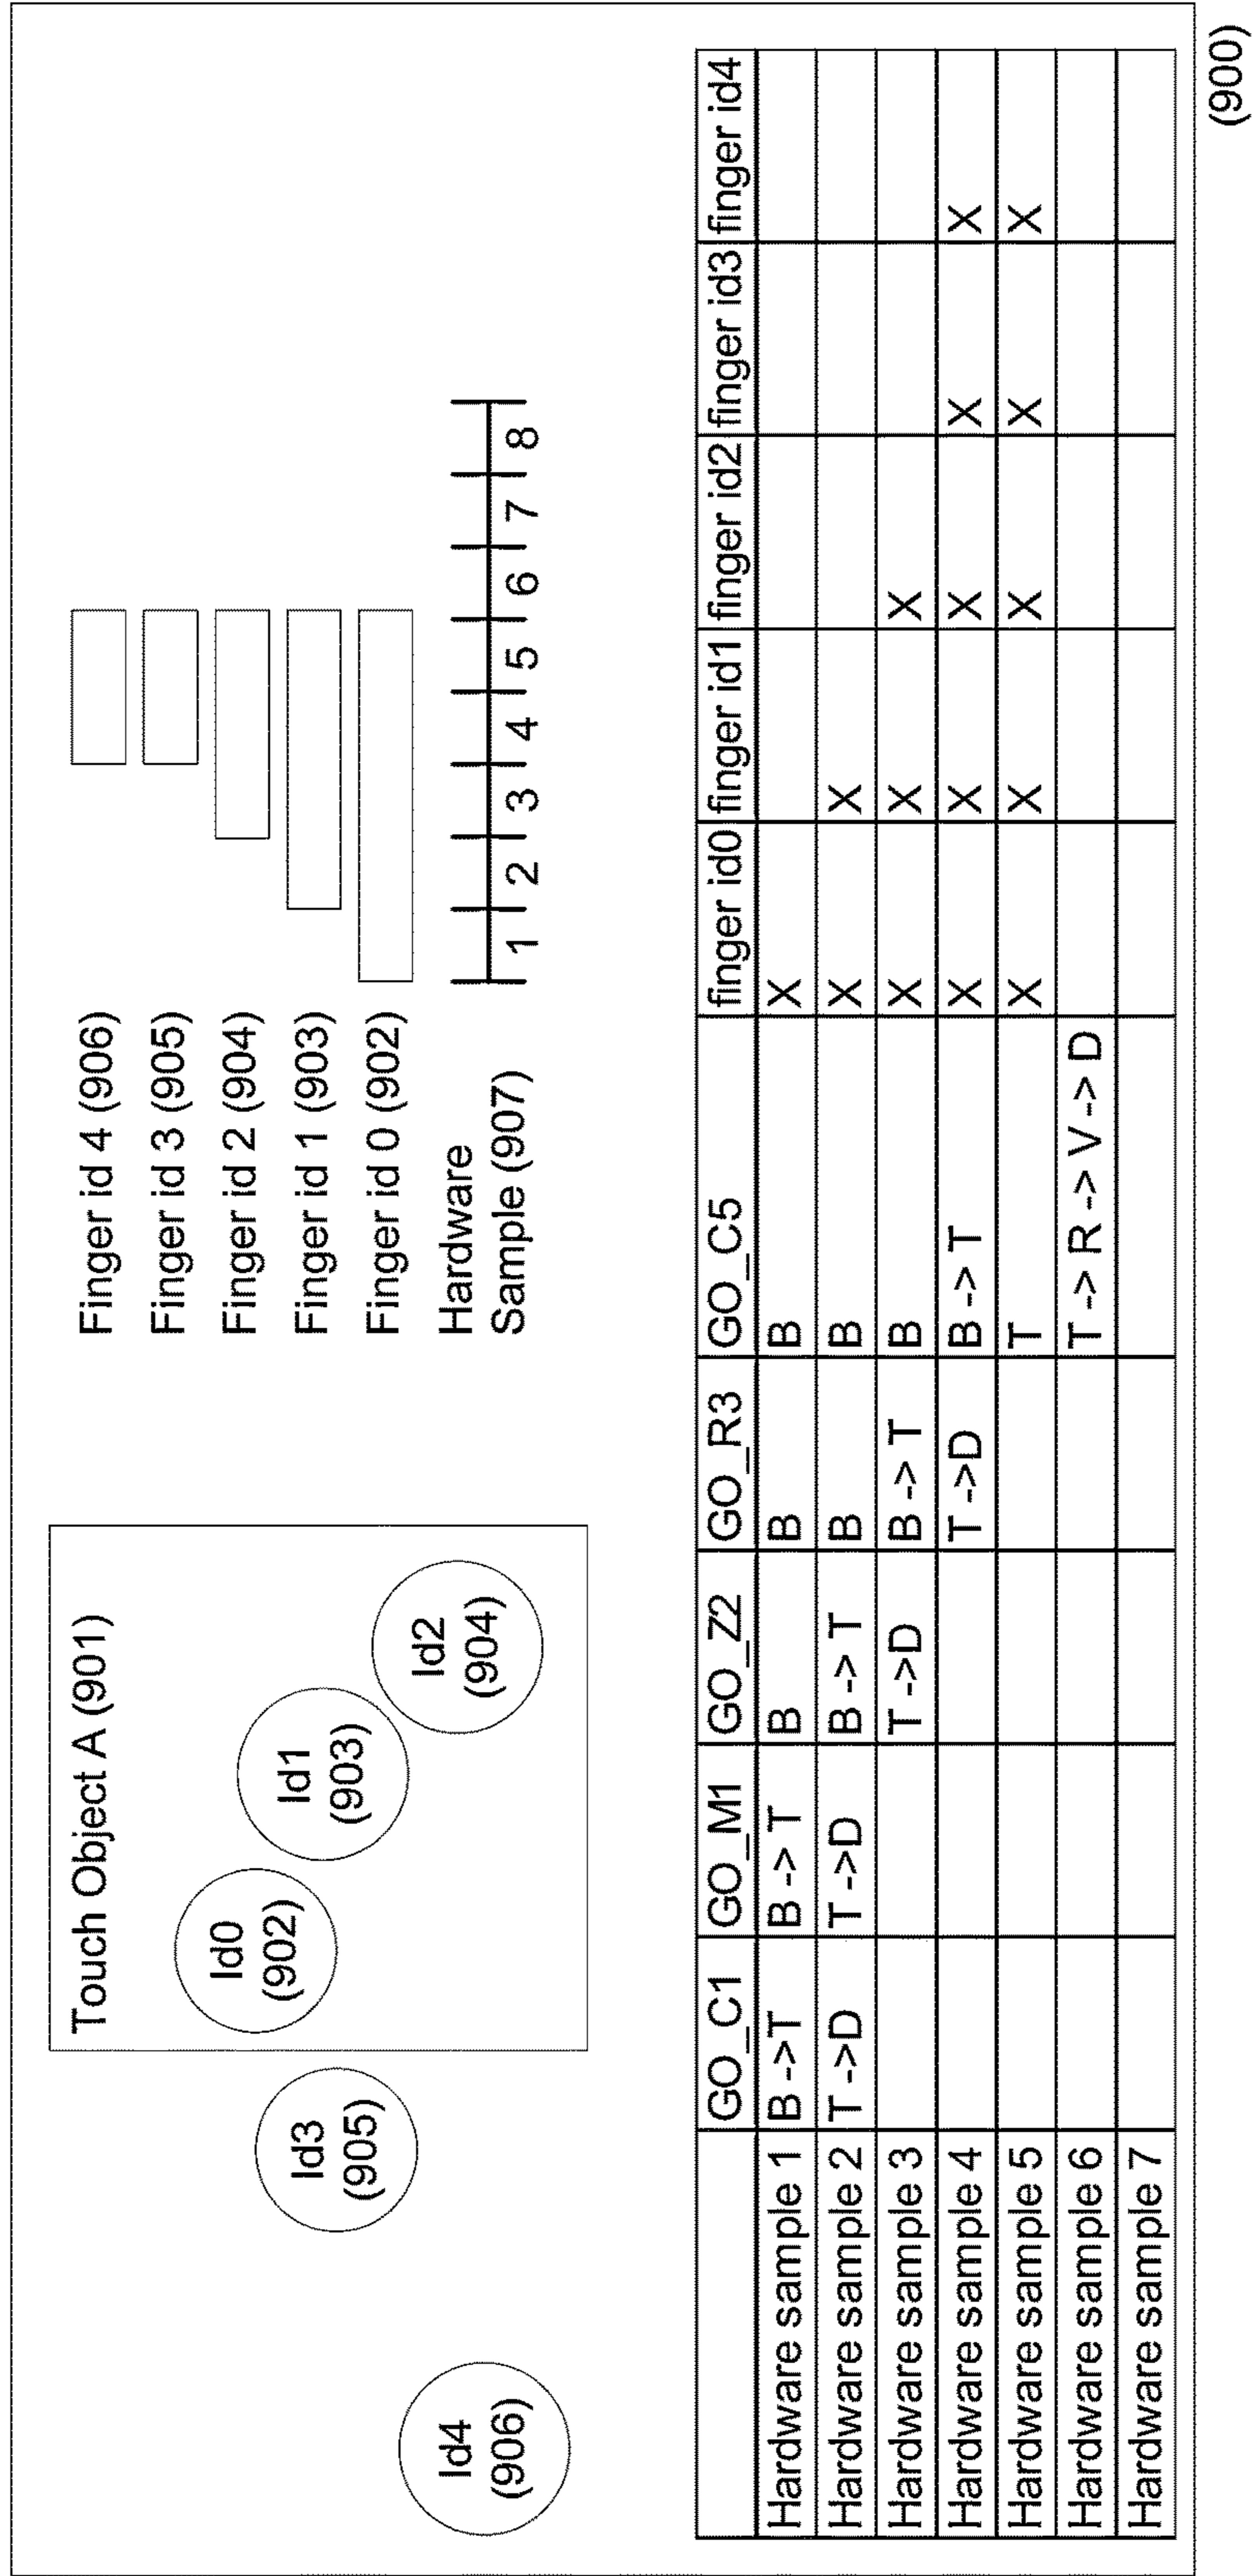 Touch Object A (901)
Id0
(902)
Id1
(903)
Id2
(904)
Id3
(905)
Id4
(906)
Finger id 4 (906)
Finger id 3 (905)
Finger id 2 (904)
Finger id 1 (903)
Finger id 0 (902)
Hardware
Sample (907)
1 2 3 4 5 6 7 8
GO_C1 GO_M1 GO_Z2 GO_R3 GO_C5 finger id0 finger id1 finger id2 finger id3 finger id4
Hardware sample 1 B ->T B -> T B B B X
Hardware sample 2 T ->D T ->D B -> T B B X X
Hardware sample 3 T ->D B -> T B X X X
Hardware sample 4 T ->D B -> T X X X X X
Hardware sample 5 T X X X X X
Hardware sample 6 T -> R -> V -> D
Hardware sample 7
(900)